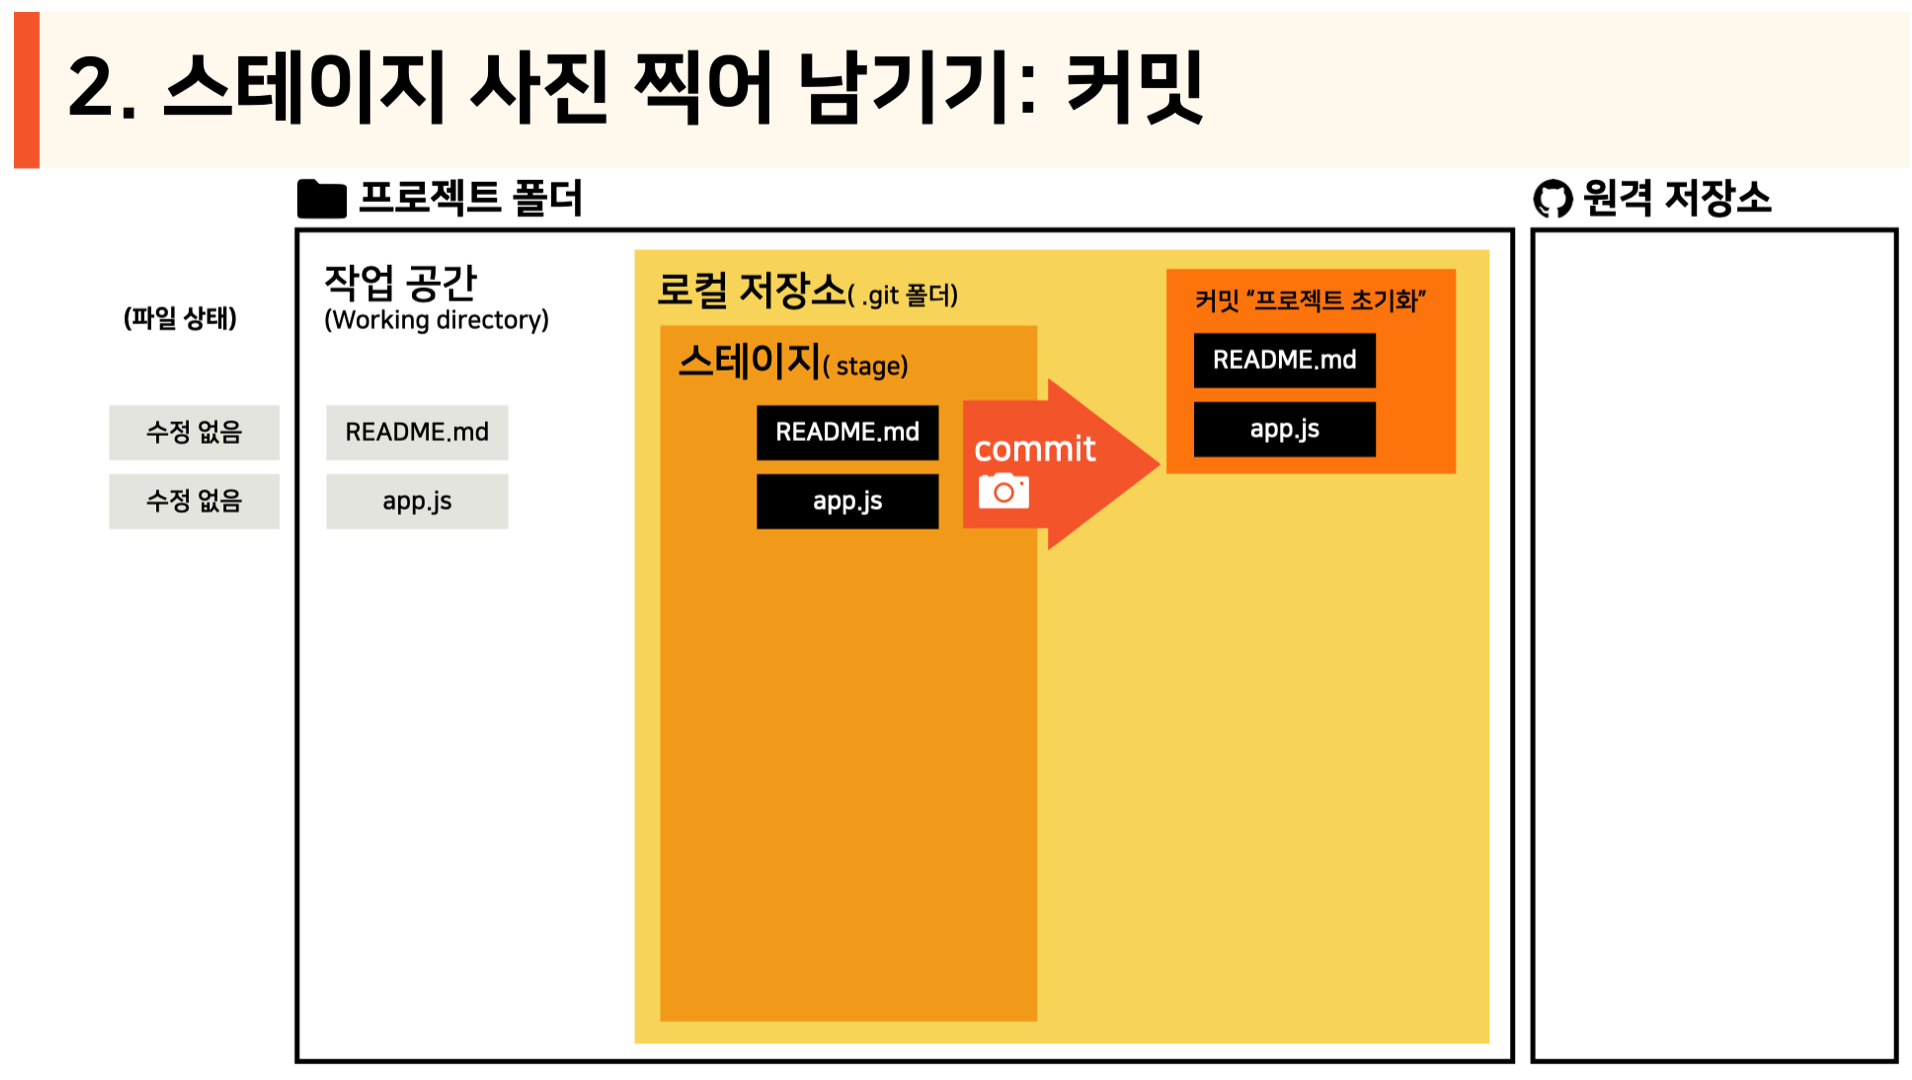 2. 스테이지 사진 찍어 남기기: 커밋
프로젝트 폴더
원격 저장소
(파일 상태)
작업 공간
(Working directory)
로컬 저장소( .git 폴더)
스테이지( stage)
커밋 “프로젝트 초기화”
README.md
app.js
수정 없음
README.md
README.md
commit
수정 없음
app.js
app.js